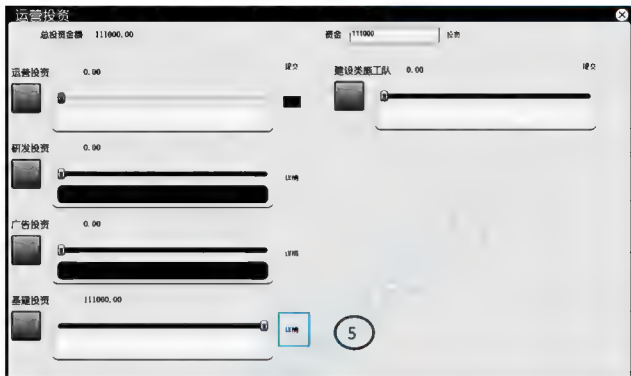 运营投资
总投资金额 111000.00 资金 111000 投资
运营投资 0.00 提交 建设类施工队 0.00 提交
研发投资 0.00
详情
广告投资 0.00
详情
基建投资 111000.00
详情 5